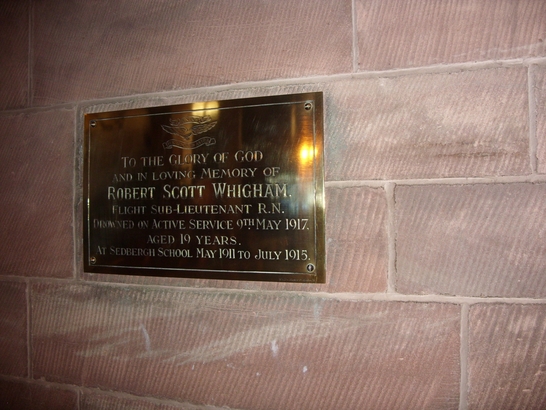 To the Glory of God
and in loving Memory of
Robert Scott Whigham,
Flight Sub-Lieutenant R.N.
Drowned on Active Service 9th May 1917.
aged 19 years.
At Sedbergh School May 1911 to July 1915.